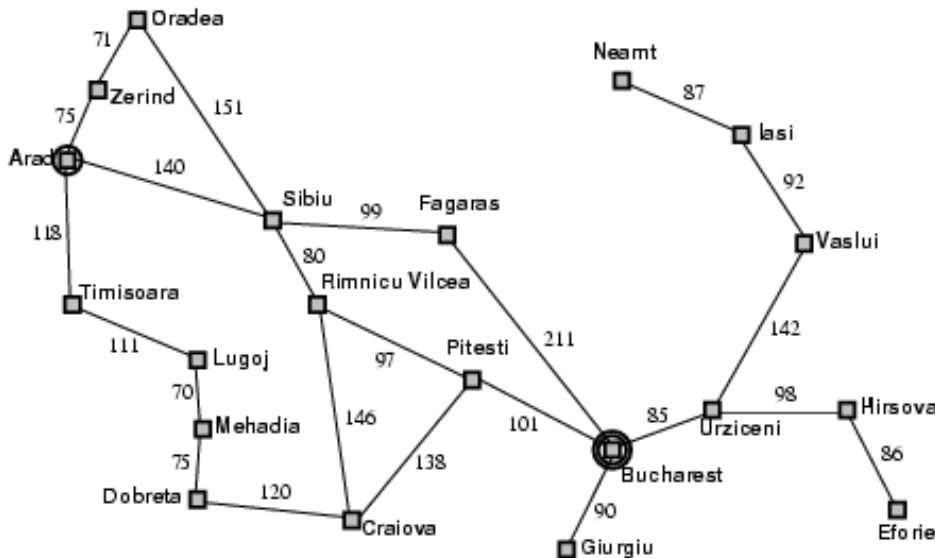 Oradea
71
Neamt
Zerind
87
75
151
Iasi
Arad
140
92
Sibiu
Fagaras
99
118
Vaslui
80
Timisoara
Rimnicu Vilcea
142
111
211
Lugoj
97
Pitesti
70
98
Hirsova
146
101
85
Urziceni
Mehadia
86
75
138
Bucharest
Dobreta
120
90
Craiova
Eforie
Giurgiu